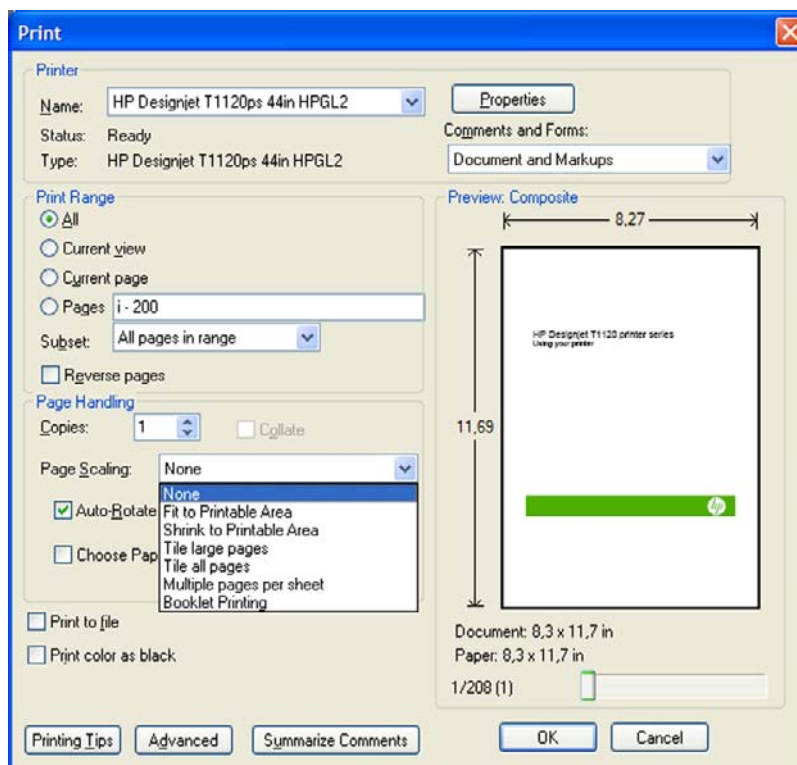 Print
Printer
Name: HP Designjet T1120ps 44in HPGL2
Properties
Status: Ready
Type: HP Designjet T1120ps 44in HPGL2
Comments and Forms:
Document and Markups
Print Range
All
Current view
Current page
Pages i - 200
Subset: All pages in range
Reverse pages
Page Handling
Copies: 1
Collate
Page Scaling: None
None
Fit to Printable Area
Shrink to Printable Area
Tile large pages
Tile all pages
Multiple pages per sheet
Booklet Printing
Auto-Rotate
Choose Pap
Print to file
Print color as black
Preview: Composite
8,27
11,69
HP Designjet T1120 printer series
Using your printer
hp
Document: 8,3 x 11,7 in
Paper: 8,3 x 11,7 in
1/208 (1)
Printing Tips
Advanced
Summarize Comments
OK
Cancel